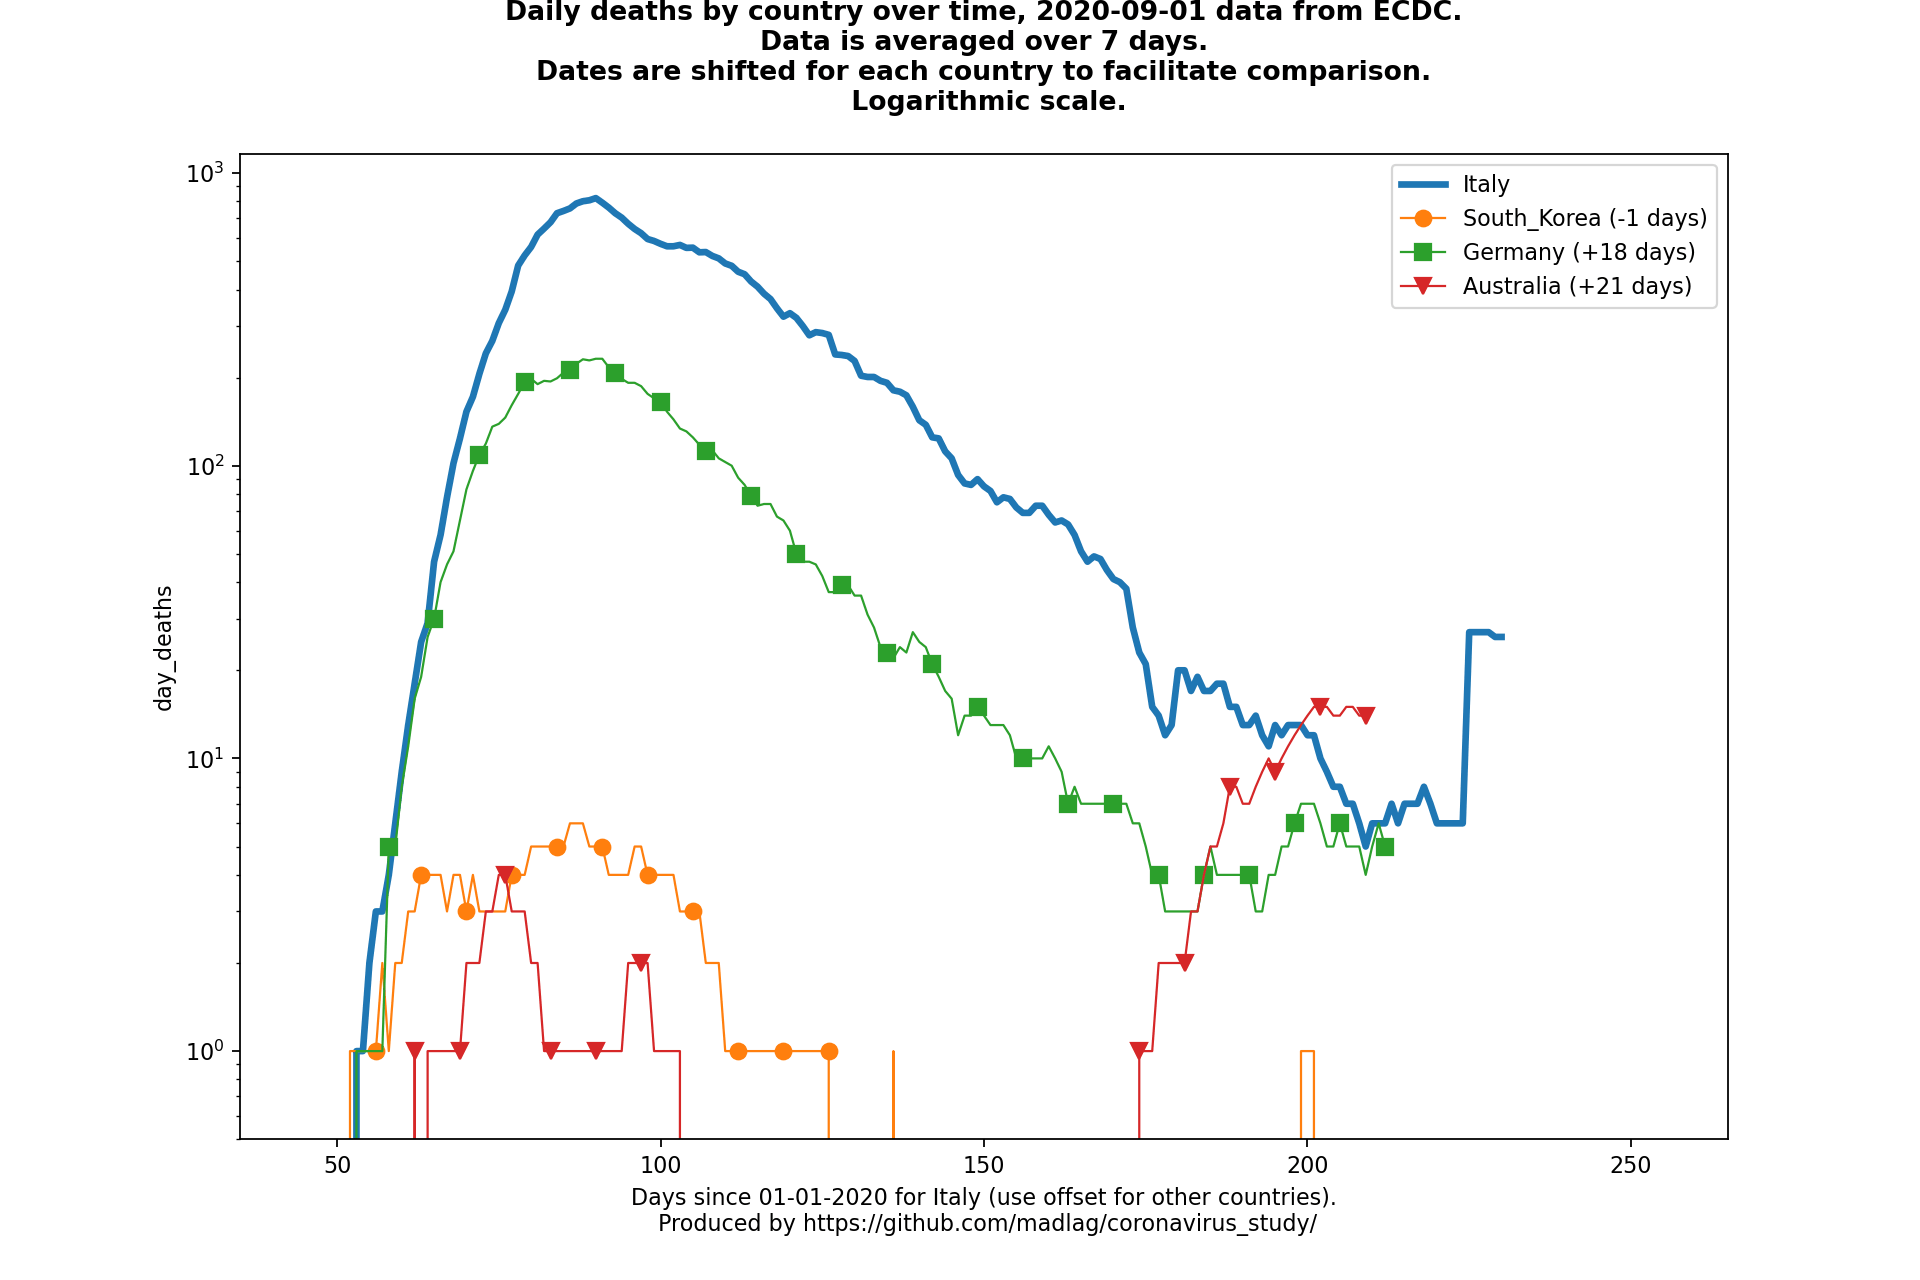 Daily deaths by country over time, 2020-09-01 data from ECDC.
Data is averaged over 7 days.
Dates are shifted for each country to facilitate comparison.
Logarithmic scale.
10³
10²
10¹
10⁰
day_deaths
Italy
South_Korea (-1 days)
Germany (+18 days)
Australia (+21 days)
50
100
150
200
250
Days since 01-01-2020 for Italy (use offset for other countries).
Produced by https://github.com/madlag/coronavirus_study/